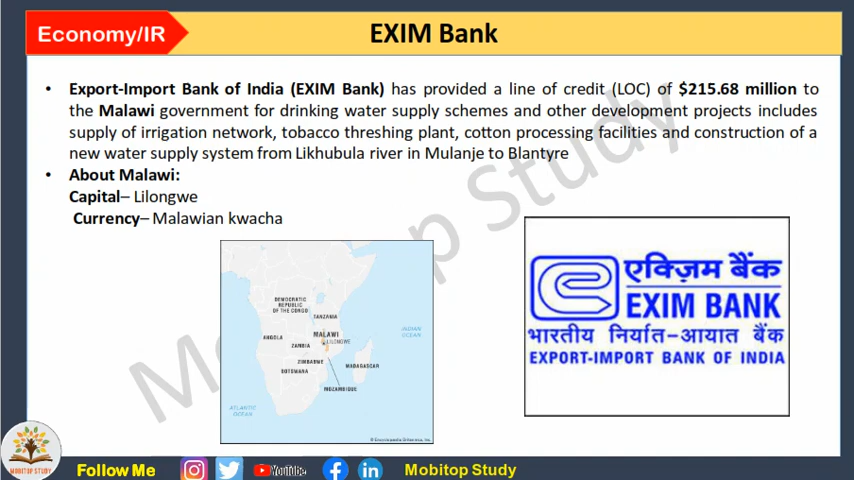 Economy/IR
EXIM Bank
• Export-Import Bank of India (EXIM Bank) has provided a line of credit (LOC) of $215.68 million to
the Malawi government for drinking water supply schemes and other development projects includes
supply of irrigation network, tobacco threshing plant, cotton processing facilities and construction of a
new water supply system from Likhubula river in Mulanje to Blantyre
• About Malawi:
Capital– Lilongwe
Currency– Malawian kwacha
Mobitop Study
DEMOCRATIC
REPUBLIC
OF THE CONGO
TANZANIA
INDIAN
OCEAN
MALAWI
ANGOLA
LILONGWE
ZAMBIA
ZIMBABWE
MADAGASCAR
BOTSWANA
MOZAMBIQUE
ATLANTIC
OCEAN
© Encyclopædia Britannica, Inc.
एक्ज़िम बैंक
EXIM BANK
भारतीय निर्यात-आयात बैंक
EXPORT-IMPORT BANK OF INDIA
MOBITOP STUDY
Follow Me
YouTube
Mobitop Study